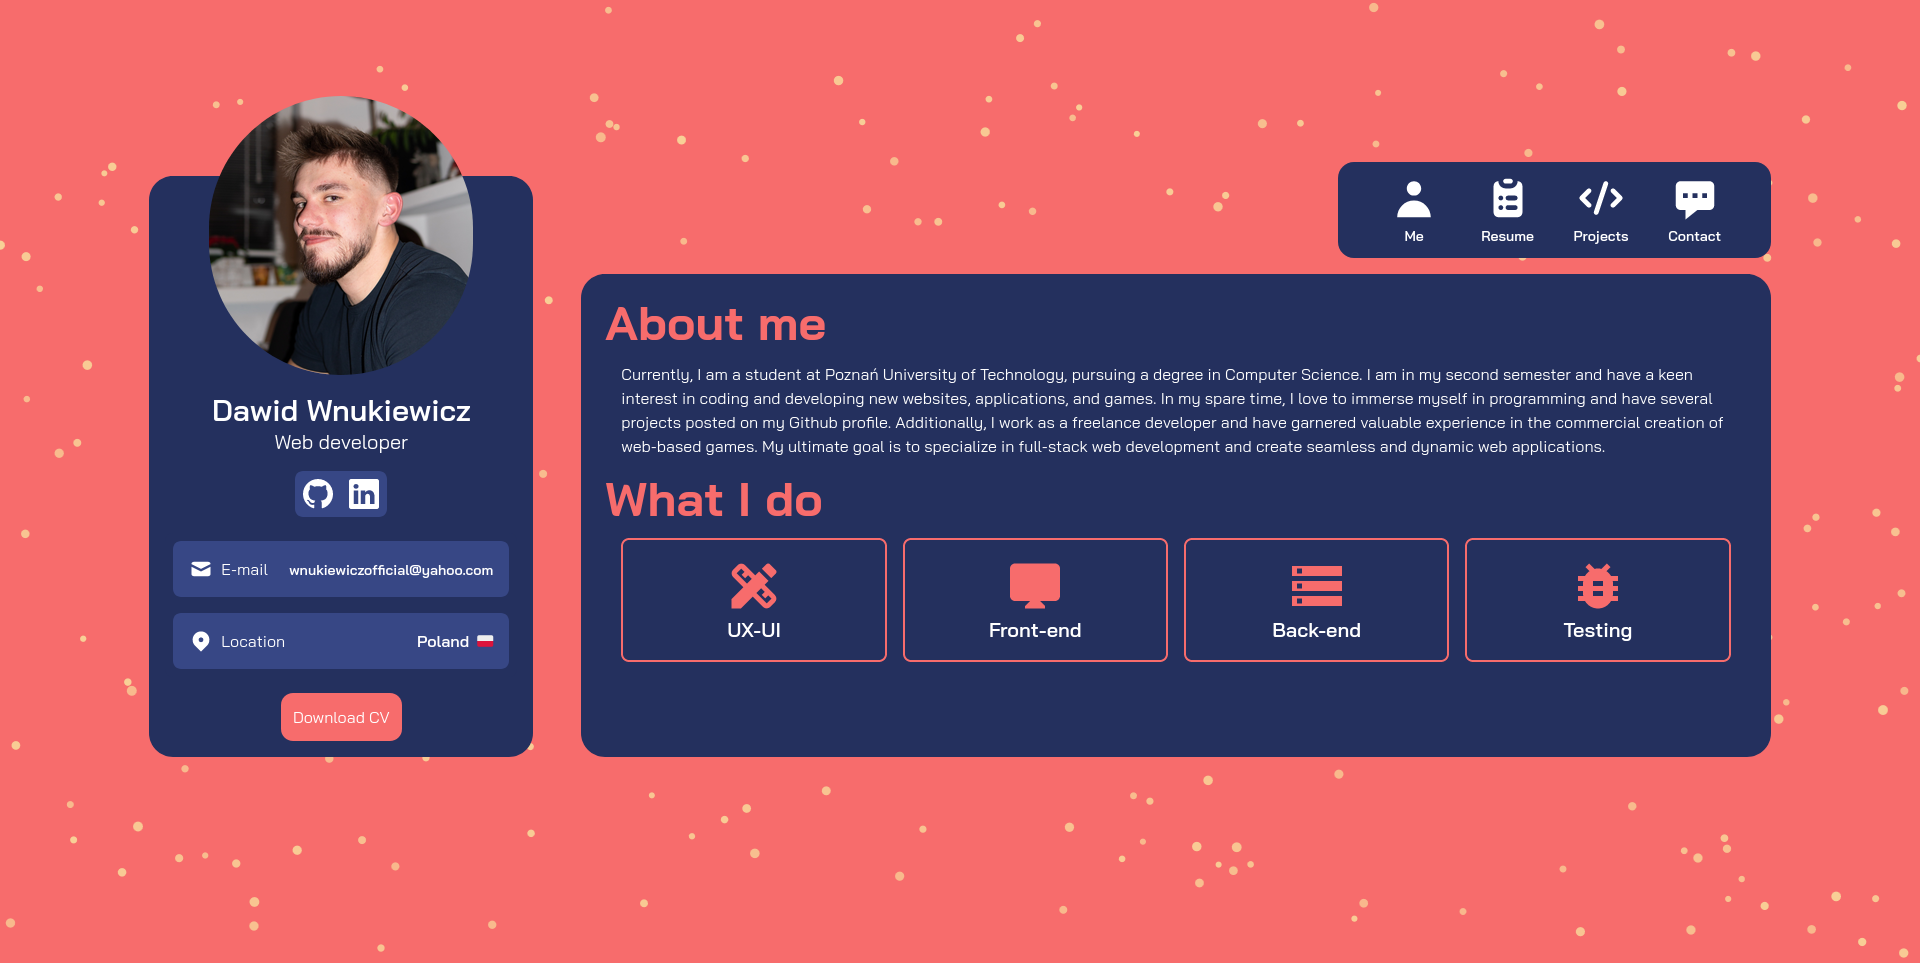 Dawid Wnukiewicz
Web developer
in
E-mail wnukiewiczofficial@yahoo.com
Location Poland
Download CV
Me Resume Projects Contact
About me
Currently, I am a student at Poznań University of Technology, pursuing a degree in Computer Science. I am in my second semester and have a keen
interest in coding and developing new websites, applications, and games. In my spare time, I love to immerse myself in programming and have several
projects posted on my Github profile. Additionally, I work as a freelance developer and have garnered valuable experience in the commercial creation of
web-based games. My ultimate goal is to specialize in full-stack web development and create seamless and dynamic web applications.
What I do
UX-UI Front-end Back-end Testing